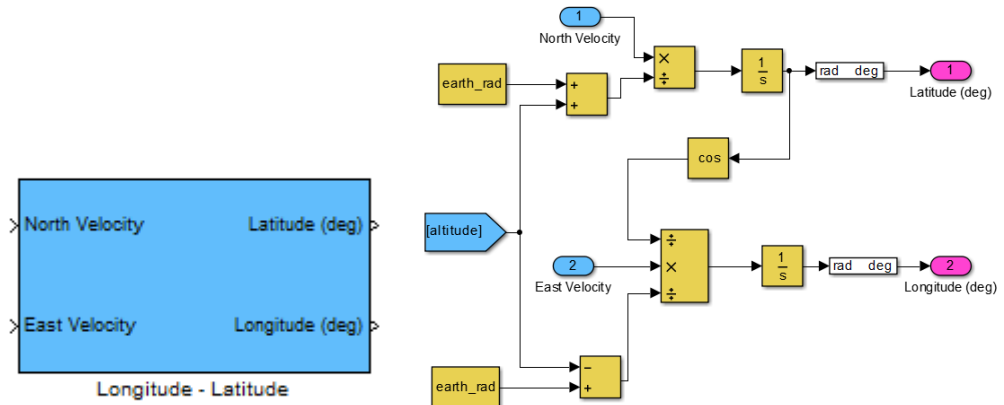 North Velocity Latitude (deg)
East Velocity Longitude (deg)
Longitude - Latitude
1
North Velocity
earth_rad
+
+
×
÷
1
s
rad deg
1
Latitude (deg)
cos
[altitude]
2
East Velocity
÷
×
÷
1
s
rad deg
2
Longitude (deg)
earth_rad
−
+